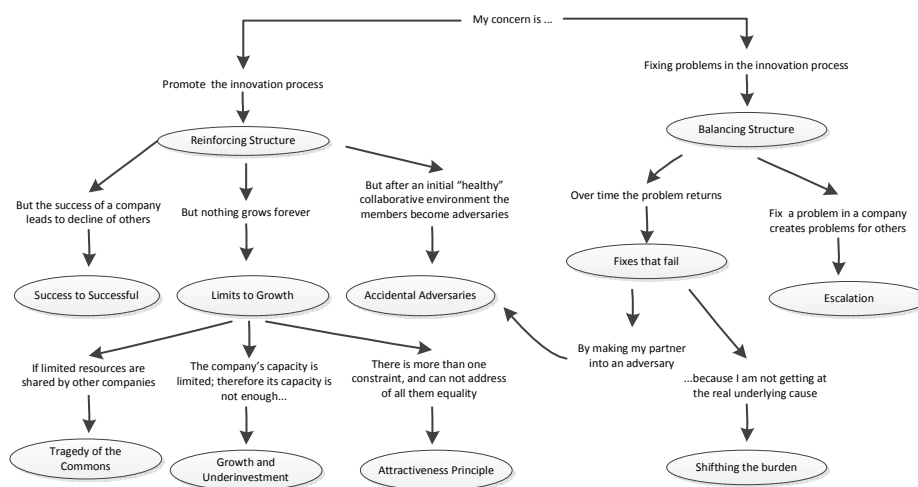 My concern is ...
Promote the innovation process
Fixing problems in the innovation process
Reinforcing Structure
Balancing Structure
But the success of a company
leads to decline of others
But nothing grows forever
But after an initial “healthy”
collaborative environment the
members become adversaries
Over time the problem returns
Fix a problem in a company
creates problems for others
Fixes that fail
Success to Successful
Limits to Growth
Accidental Adversaries
Escalation
If limited resources are
shared by other companies
The company’s capacity is
limited; therefore its capacity is
not enough...
There is more than one
constraint, and can not address
of all them equality
By making my partner
into an adversary
...because I am not getting at
the real underlying cause
Tragedy of the
Commons
Growth and
Underinvestment
Attractiveness Principle
Shifthing the burden